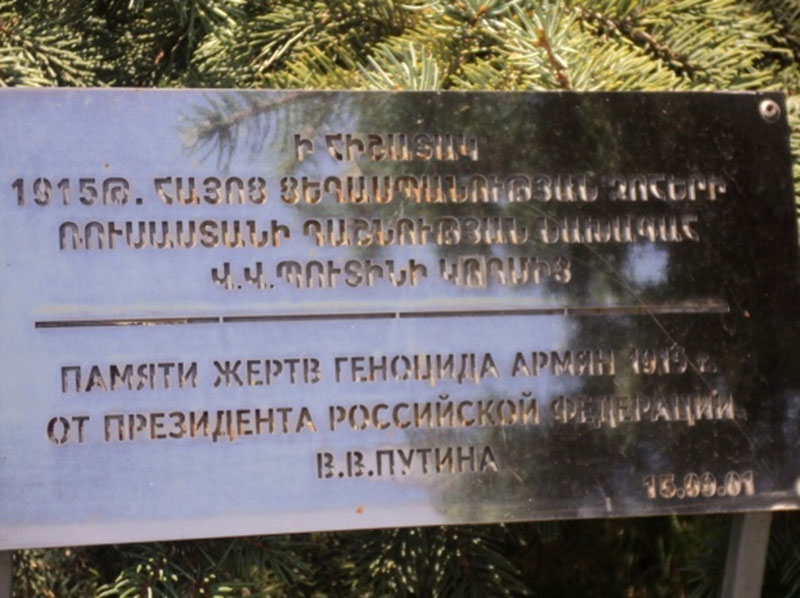 Ի ՀԻՇԱՏԱԿ
1915Թ. ՀԱՅՈՑ ՑԵՂԱՍՊԱՆՈՒԹՅԱՆ ԶՈՀԵՐԻ
ՌՈՒՍԱՍՏԱՆԻ ԴԱՇՆՈՒԹՅԱՆ ՆԱԽԱԳԱՀ
Վ.Վ.ՊՈՒՏԻՆԻ ԿՈՂՄԻՑ
ПАМЯТИ ЖЕРТВ ГЕНОЦИДА АРМЯН 1915 г.
ОТ ПРЕЗИДЕНТА РОССИЙСКОЙ ФЕДЕРАЦИИ
В.В.ПУТИНА
15.09.01